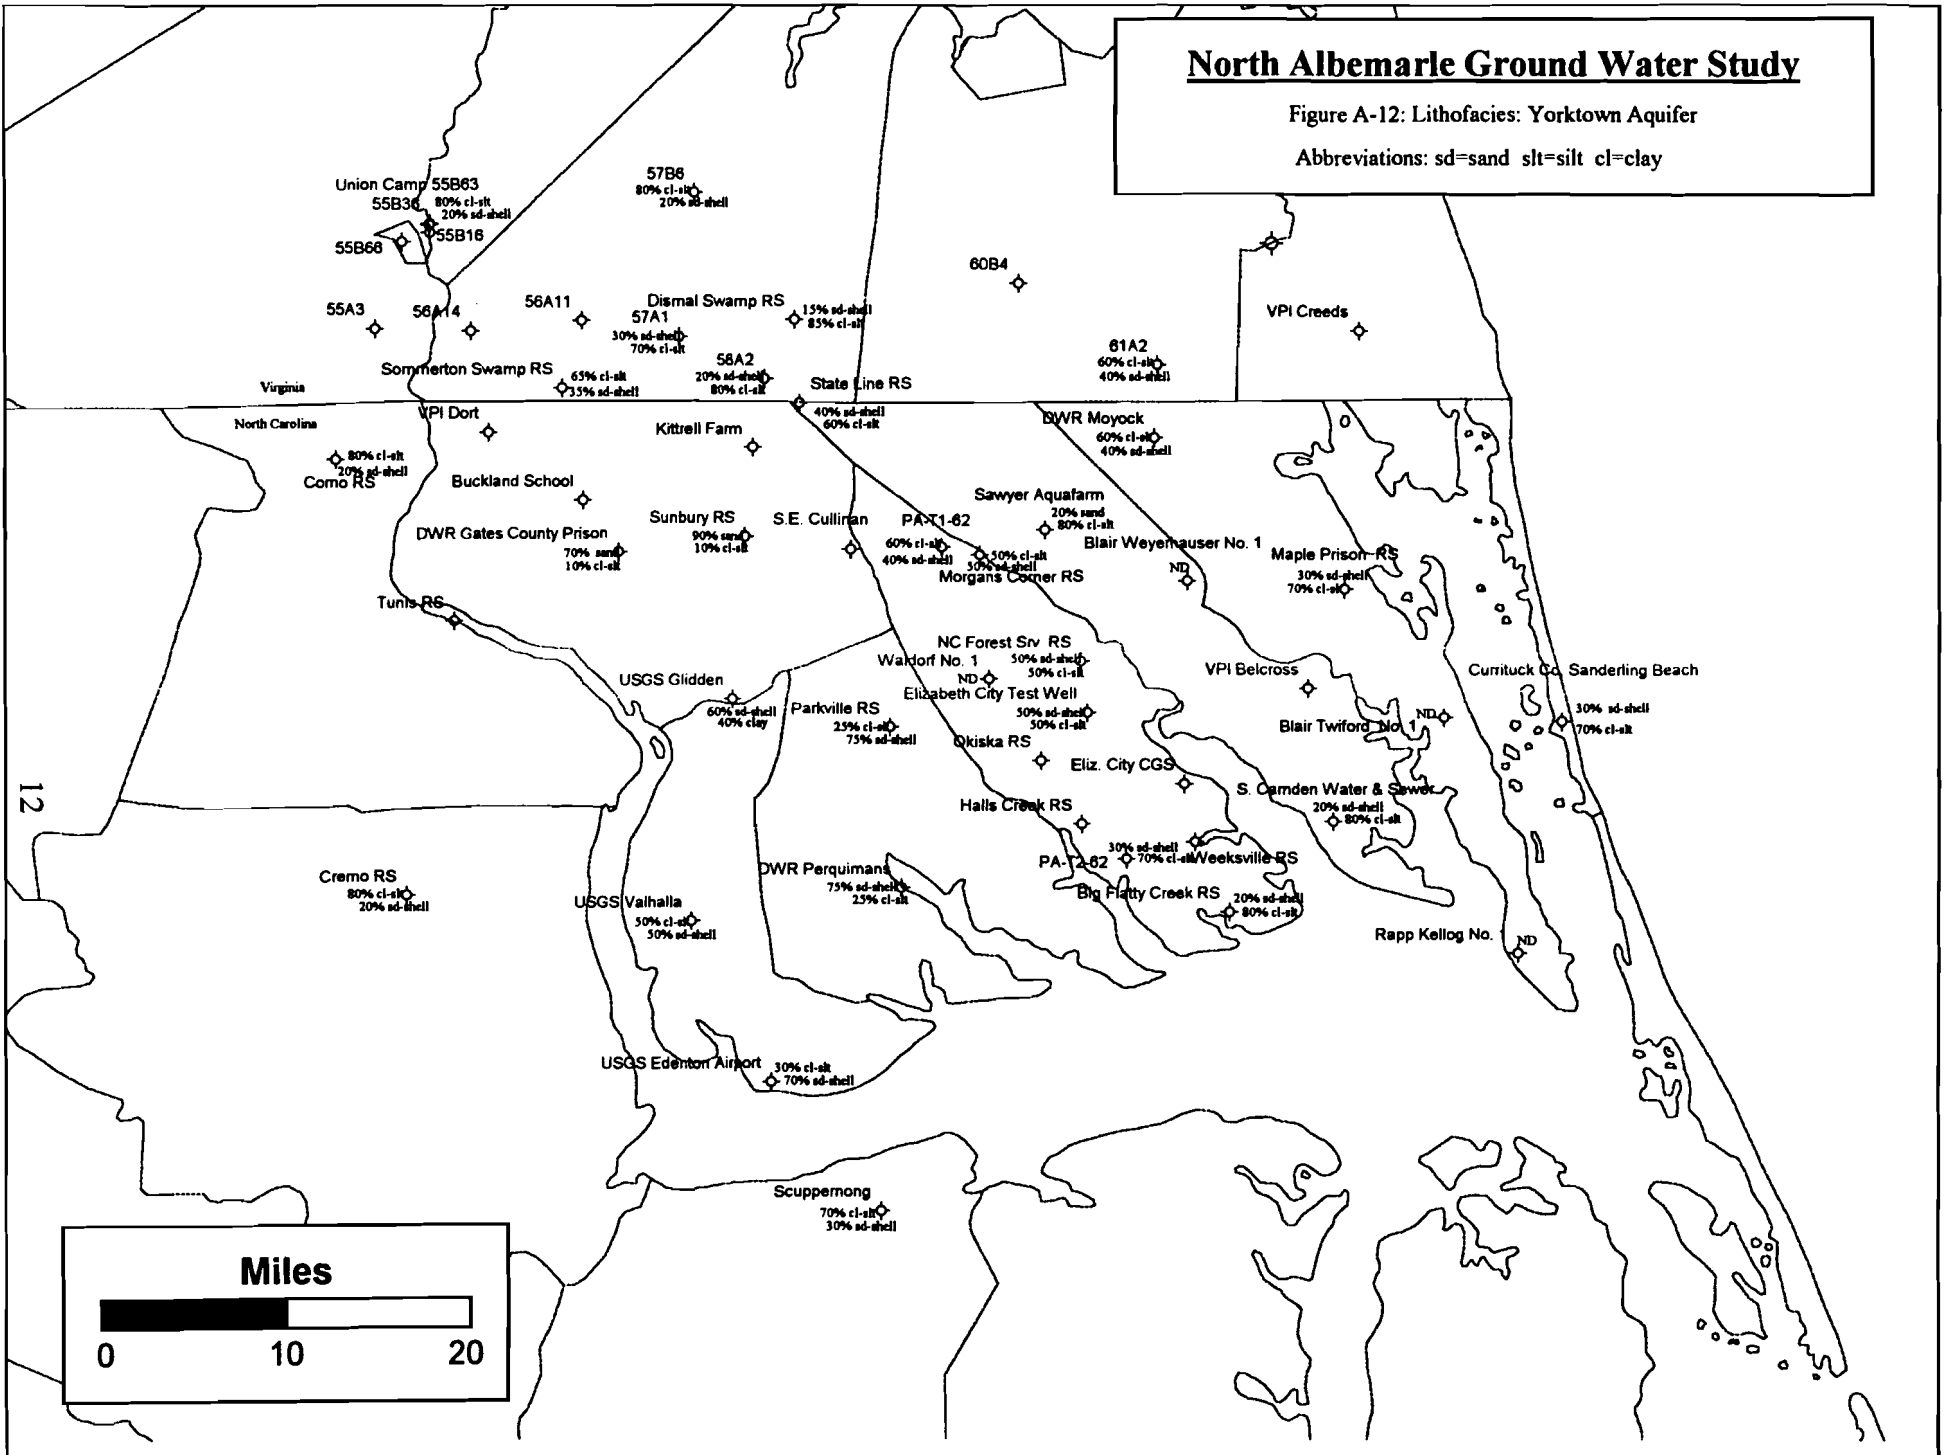 North Albemarle Ground Water Study
Figure A-12: Lithofacies: Yorktown Aquifer
Abbreviations: sd=sand slt=silt cl=clay
57B6
80% cl-slt
20% sd-shell
Union Camp 55B63
80% cl-slt
20% sd-shell
55B36
55B16
55B66
60B4
55A3
56A14
56A11
Dismal Swamp RS
15% sd-shell
85% cl-slt
57A1
30% sd-shell
70% cl-slt
VPI Creeds
61A2
60% cl-slt
40% sd-shell
58A2
20% sd-shell
80% cl-slt
Sommerton Swamp RS
65% cl-slt
35% sd-shell
State Line RS
40% sd-shell
60% cl-slt
Virginia
North Carolina
VPI Dort
Kittrell Farm
DWR Moyock
60% cl-slt
40% sd-shell
80% cl-slt
20% sd-shell
Como RS
Buckland School
Sawyer Aquafarm
20% sand
80% cl-slt
Sunbury RS
90% sand
10% cl-slt
S.E. Cullinan
PA-T1-62
60% cl-slt
40% sd-shell
DWR Gates County Prison
70% sand
10% cl-slt
50% cl-slt
50% sd-shell
Morgans Corner RS
Blair Weyerhauser No. 1
ND
Maple Prison RS
30% sd-shell
70% cl-slt
Tunis RS
NC Forest Srv RS
50% sd-shell
50% cl-slt
Waldorf No. 1
ND
VPI Belcross
Currituck Co. Sanderling Beach
30% sd-shell
70% cl-slt
USGS Glidden
60% sd-shell
40% clay
Elizabeth City Test Well
50% sd-shell
50% cl-slt
Parkville RS
25% cl-slt
75% sd-shell
ND
Blair Twiford No. 1
Okiska RS
Eliz. City CGS
S. Camden Water & Sewer
20% sd-shell
80% cl-slt
Halls Creek RS
12
30% sd-shell
PA-T2-62
70% cl-slt
Weeksville RS
DWR Perquimans
75% sd-shell
25% cl-slt
Cremo RS
80% cl-slt
20% sd-shell
Big Flatty Creek RS
20% sd-shell
80% cl-slt
USGS Valhalla
50% cl-slt
50% sd-shell
Rapp Kellog No. 1
ND
USGS Edenton Airport
30% cl-slt
70% sd-shell
Scuppernong
70% cl-slt
30% sd-shell
Miles
0 10 20